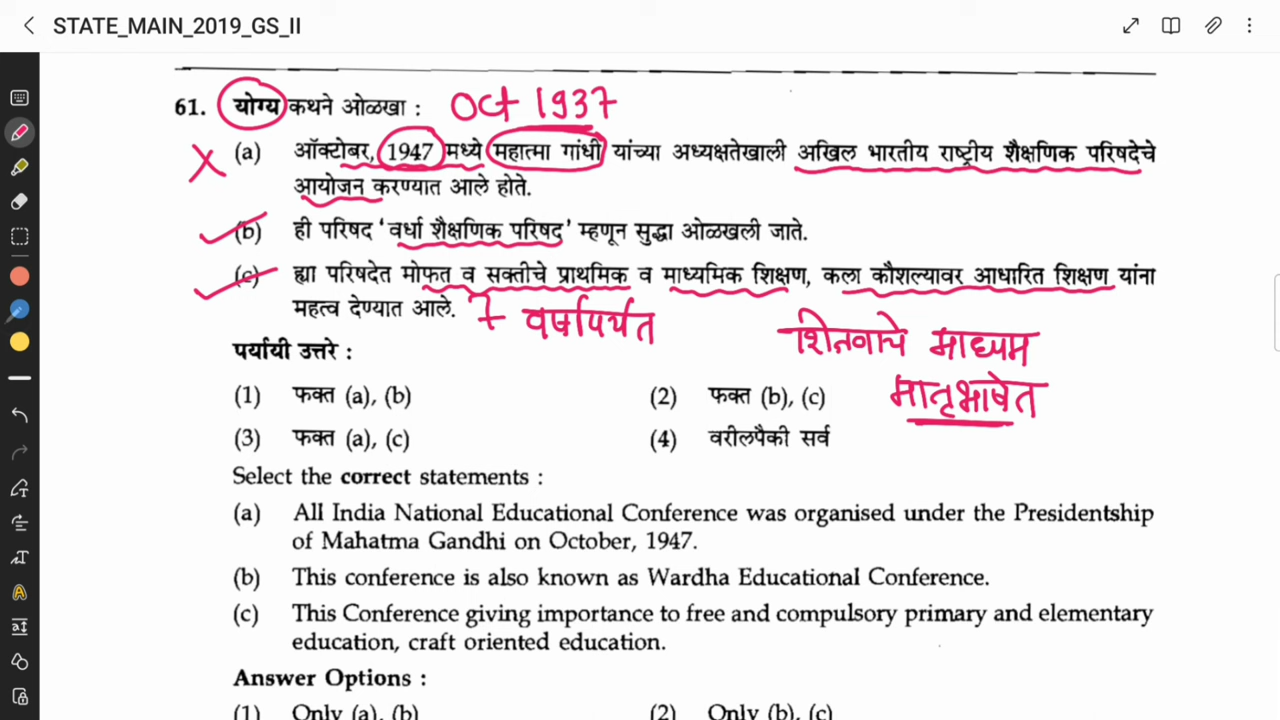 STATE_MAIN_2019_GS_II
61. योग्य कथने ओळखा : Oct 1937
X (a) ऑक्टोबर, 1947 मध्ये महात्मा गांधी यांच्या अध्यक्षतेखाली अखिल भारतीय राष्ट्रीय शैक्षणिक परिषदेचे
आयोजन करण्यात आले होते.
(b) ही परिषद 'वर्धा शैक्षणिक परिषद' म्हणून सुद्धा ओळखली जाते.
(c) ह्या परिषदेत मोफत व सक्तीचे प्राथमिक व माध्यमिक शिक्षण, कला कौशल्यावर आधारित शिक्षण यांना
महत्व देण्यात आले. 7 वर्षापर्यंत
शिक्षणाचे माध्यम
मातृभाषेत
पर्यायी उत्तरे :
(1) फक्त (a), (b) (2) फक्त (b), (c)
(3) फक्त (a), (c) (4) वरीलपैकी सर्व
Select the correct statements :
(a) All India National Educational Conference was organised under the Presidentship
of Mahatma Gandhi on October, 1947.
(b) This conference is also known as Wardha Educational Conference.
(c) This Conference giving importance to free and compulsory primary and elementary
education, craft oriented education.
Answer Options :
(1) Only (a), (b) (2) Only (b), (c)